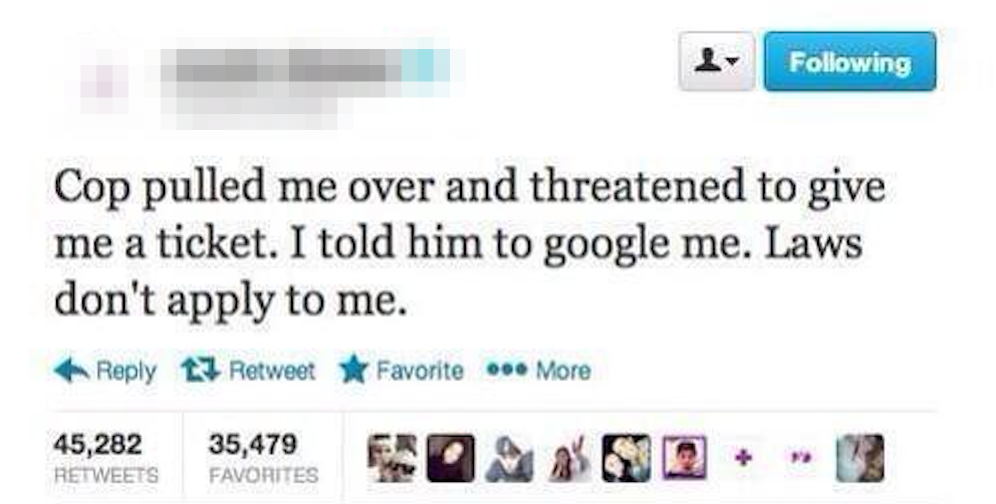 Following
Cop pulled me over and threatened to give
me a ticket. I told him to google me. Laws
don't apply to me.
Reply Retweet Favorite More
45,282 35,479
RETWEETS FAVORITES